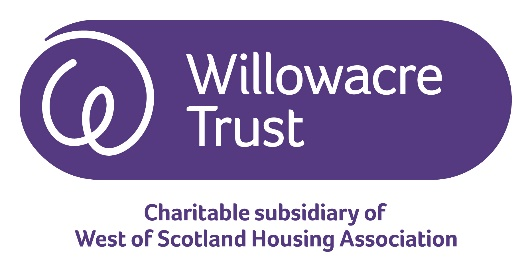 Willowacre
Trust
Charitable subsidiary of
West of Scotland Housing Association